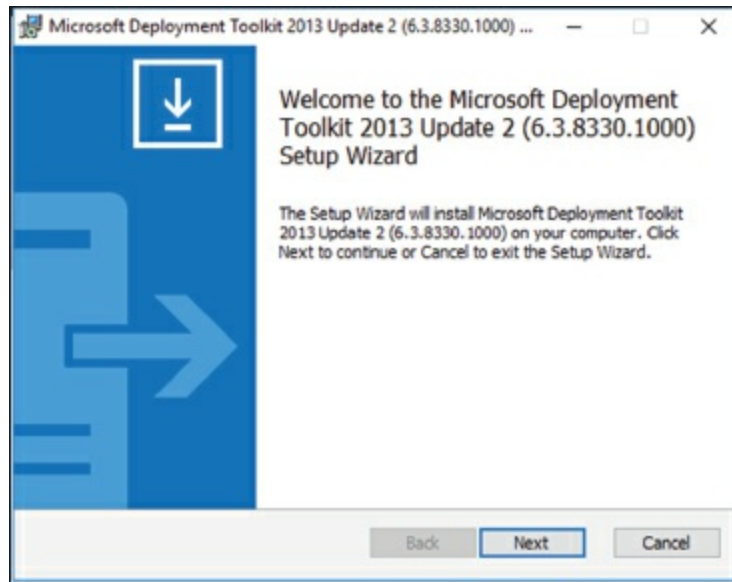 Microsoft Deployment Toolkit 2013 Update 2 (6.3.8330.1000) ...
Welcome to the Microsoft Deployment
Toolkit 2013 Update 2 (6.3.8330.1000)
Setup Wizard
The Setup Wizard will install Microsoft Deployment Toolkit
2013 Update 2 (6.3.8330.1000) on your computer. Click
Next to continue or Cancel to exit the Setup Wizard.
Back Next Cancel